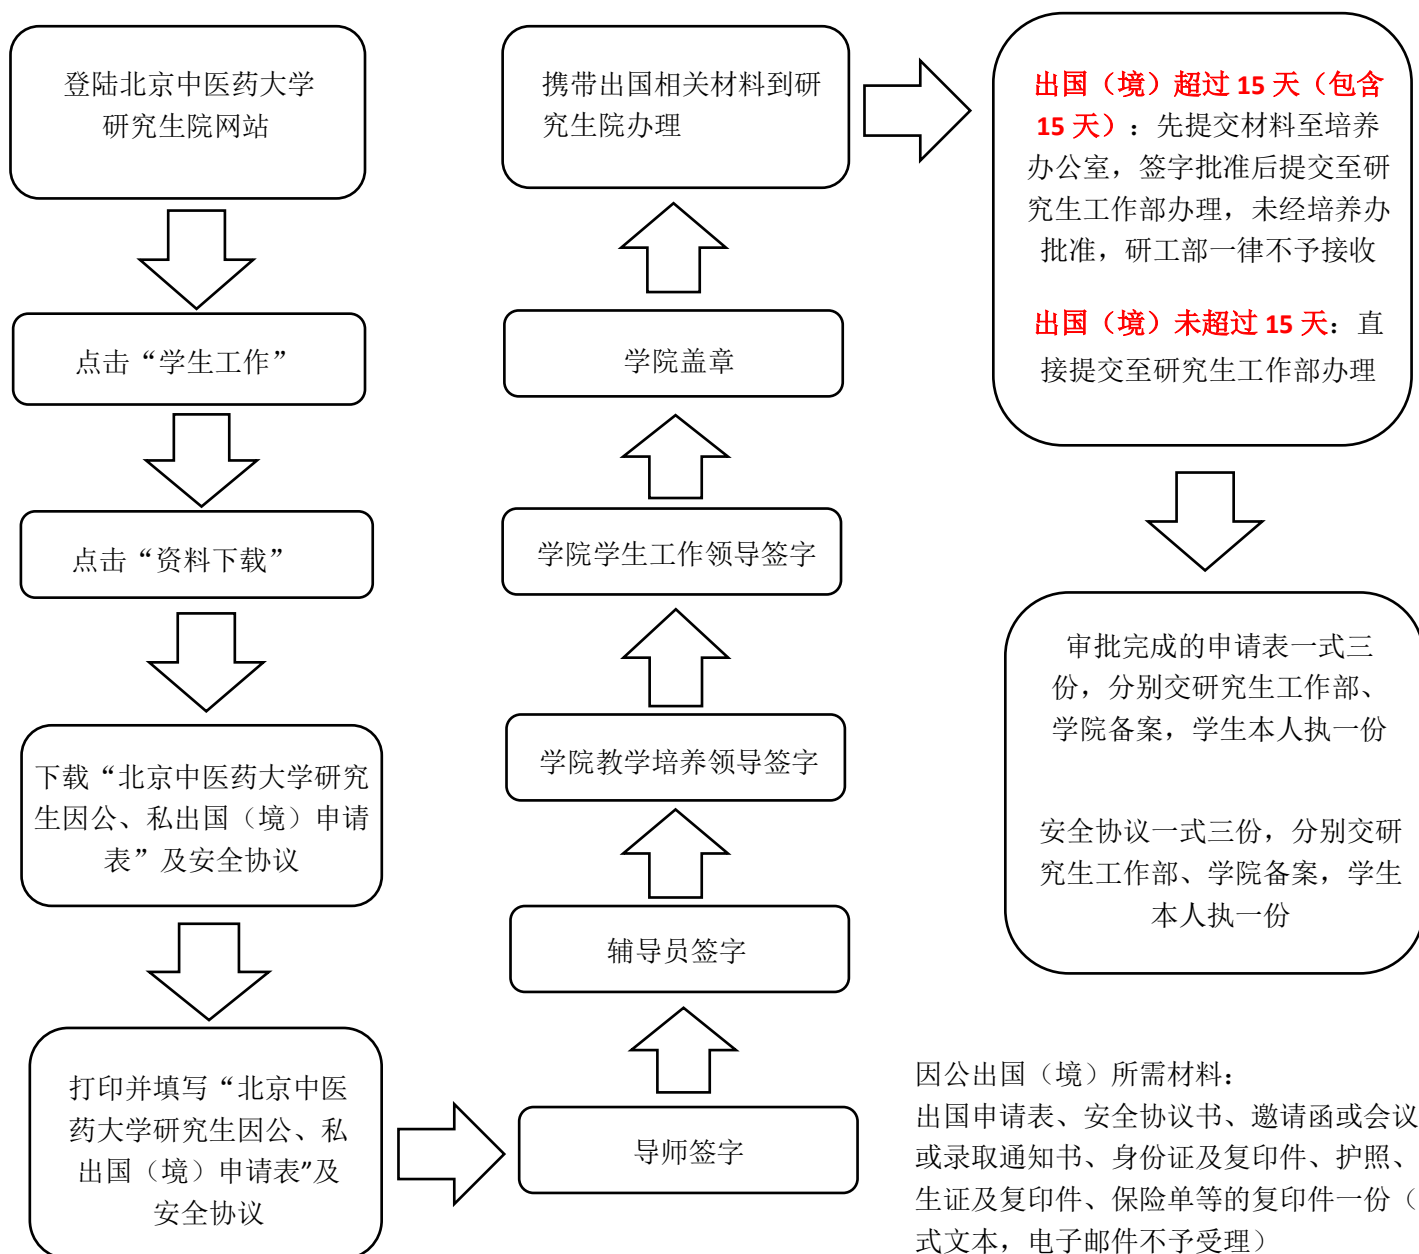 登陆北京中医药大学
研究生院网站
点击“学生工作”
点击“资料下载”
下载“北京中医药大学研究
生因公、私出国（境）申请
表”及安全协议
打印并填写“北京中医
药大学研究生因公、私
出国（境）申请表”及
安全协议
导师签字
辅导员签字
学院教学培养领导签字
学院学生工作领导签字
学院盖章
携带出国相关材料到研
究生院办理
出国（境）超过 15 天（包含
15 天）：先提交材料至培养
办公室，签字批准后提交至研
究生工作部办理，未经培养办
批准，研工部一律不予接收
出国（境）未超过 15 天：直
接提交至研究生工作部办理
审批完成的申请表一式三
份，分别交研究生工作部、
学院备案，学生本人执一份
安全协议一式三份，分别交研
究生工作部、学院备案，学生
本人执一份
因公出国（境）所需材料：
出国申请表、安全协议书、邀请函或会议
或录取通知书、身份证及复印件、护照、
生证及复印件、保险单等的复印件一份（
式文本，电子邮件不予受理）